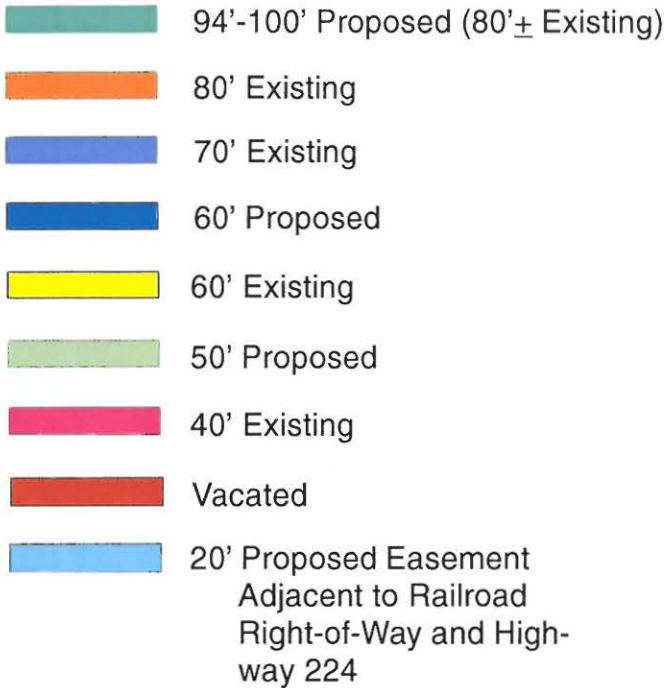 94'-100' Proposed (80'± Existing)
80' Existing
70' Existing
60' Proposed
60' Existing
50' Proposed
40' Existing
Vacated
20' Proposed Easement
Adjacent to Railroad
Right-of-Way and High-
way 224